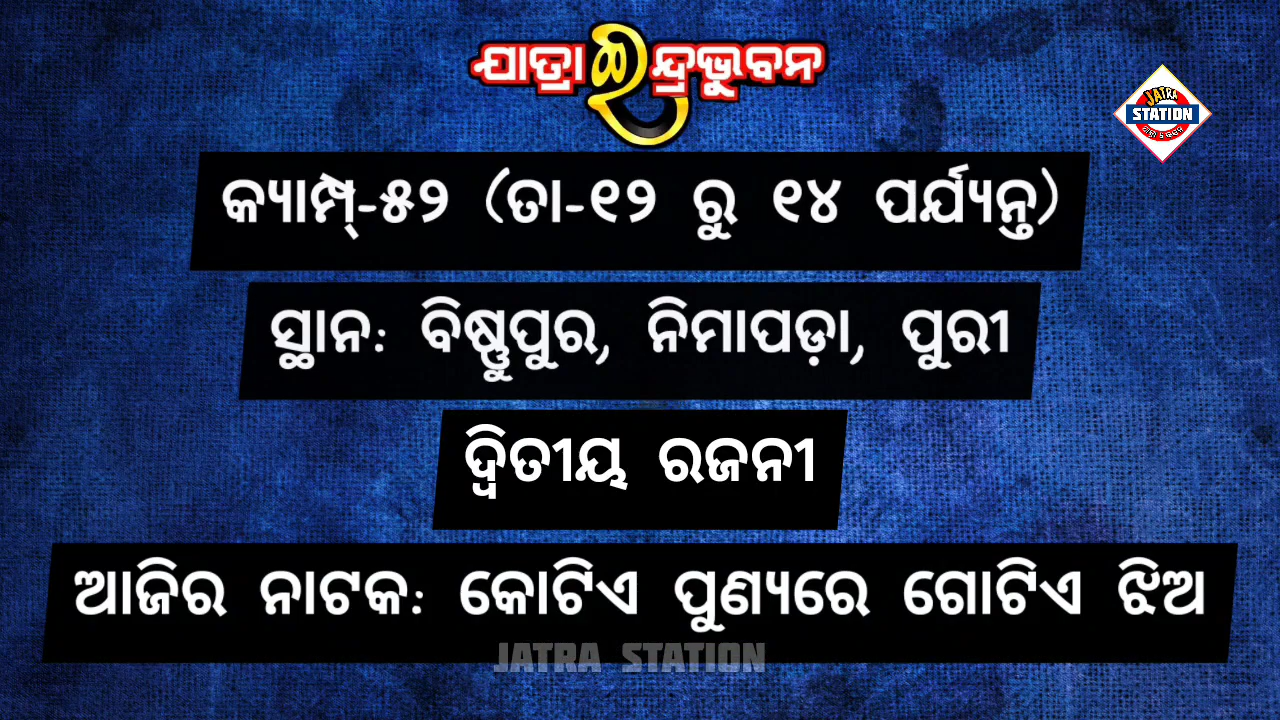 ଯାତ୍ରା ଇନ୍ଦ୍ରଭୁବନ
JATRA
STATION
କ୍ୟାମ୍ପ୍-୫୨ (ତା-୧୨ ରୁ ୧୪ ପର୍ଯ୍ୟନ୍ତ)
ସ୍ଥାନ: ବିଷ୍ଣୁପୁର, ନିମାପଡ଼ା, ପୁରୀ
ଦ୍ଵିତୀୟ ରଜନୀ
ଆଜିର ନାଟକ: କୋଟିଏ ପୁଣ୍ୟରେ ଗୋଟିଏ ଝିଅ
JATRA STATION